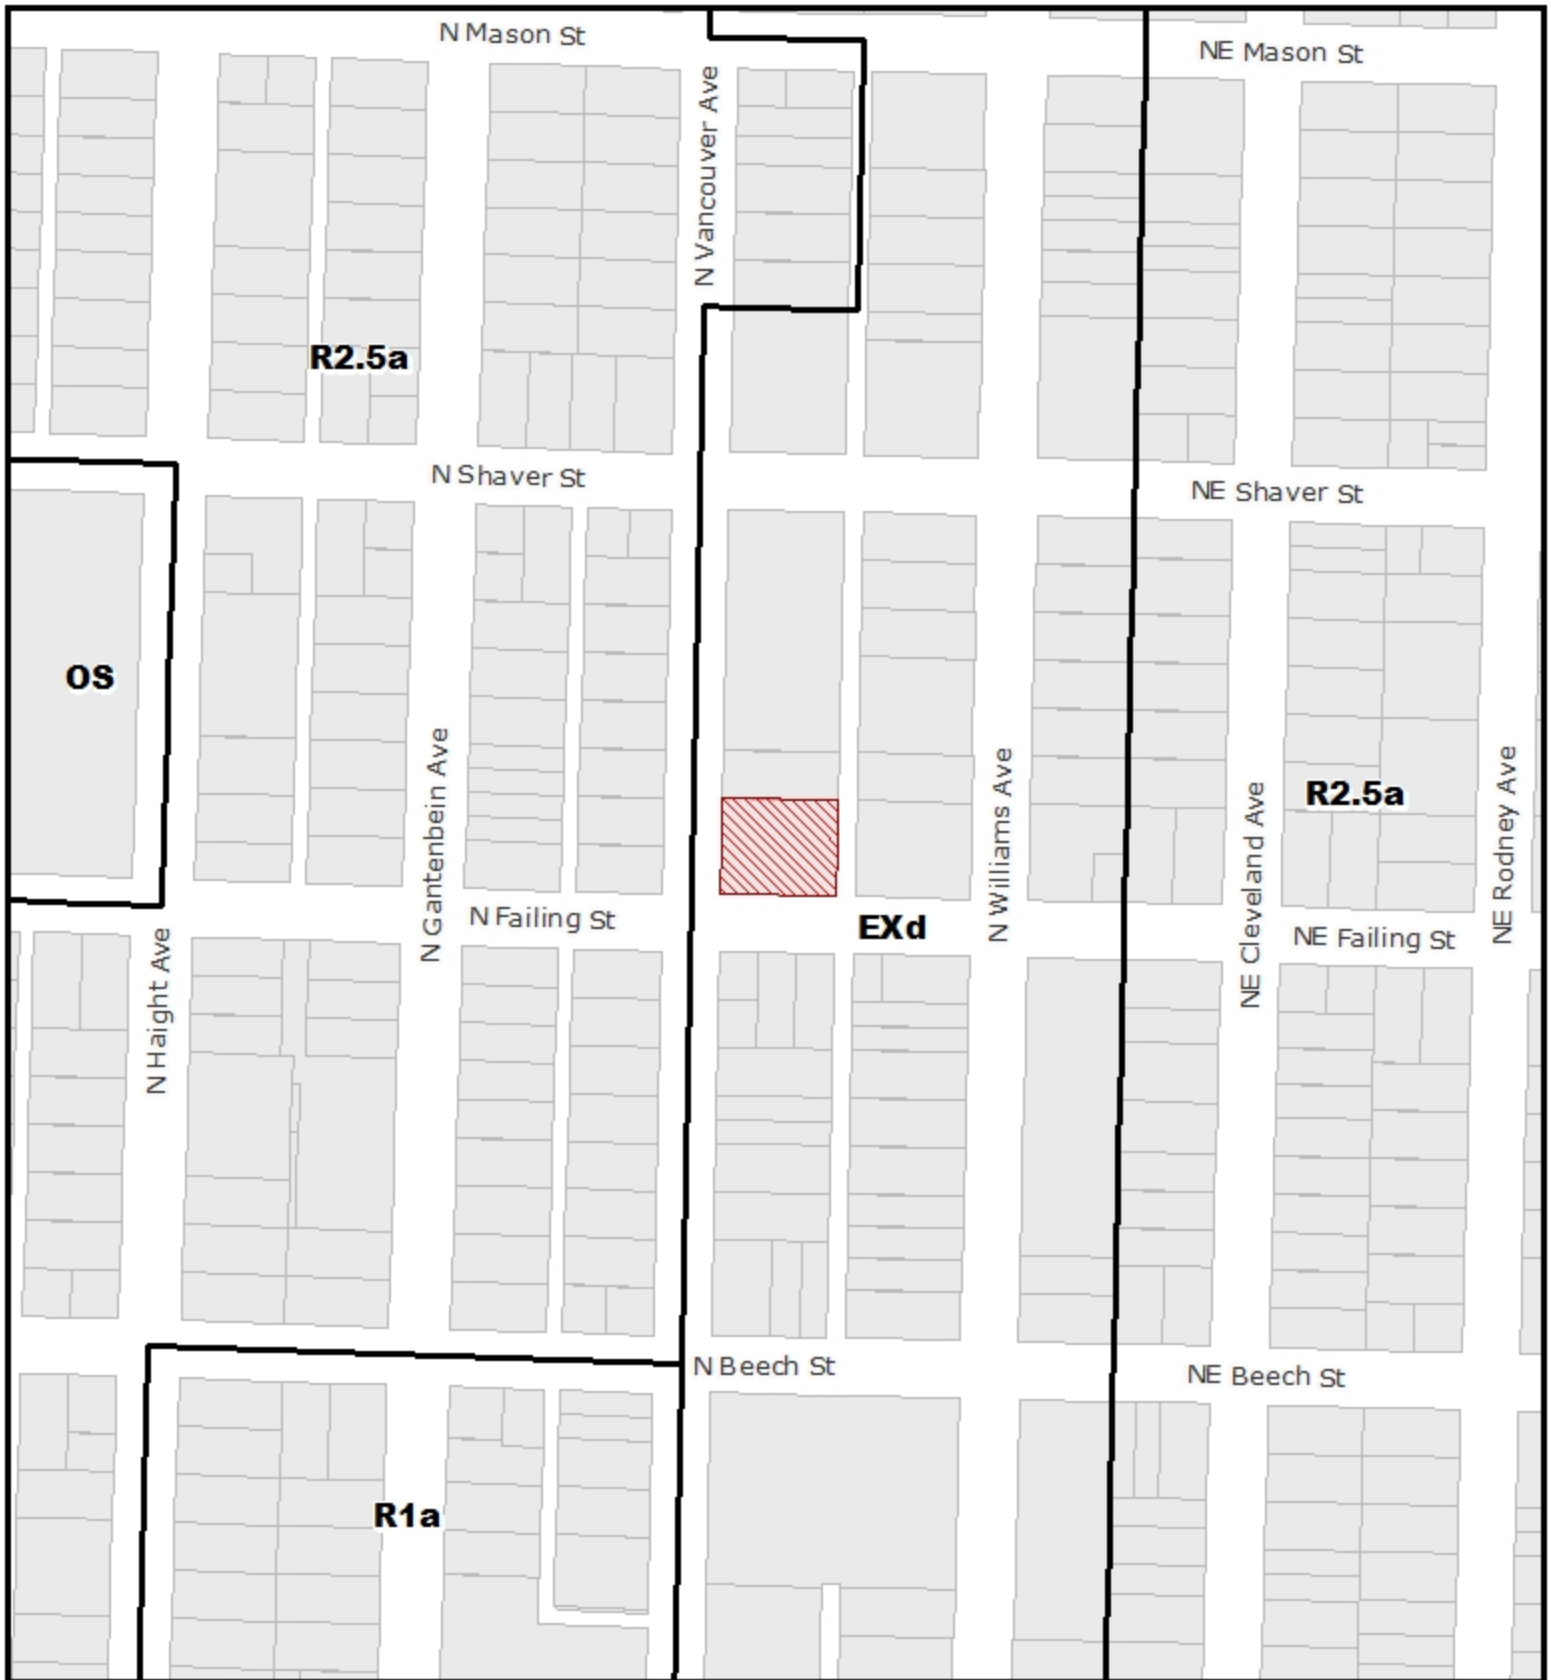 N Mason St
NE Mason St
N Vancouver Ave
R2.5a
N Shaver St
NE Shaver St
OS
N Gantenbein Ave
N Williams Ave
NE Cleveland Ave
R2.5a
NE Rodney Ave
N Failing St
EXd
NE Failing St
N Haight Ave
N Beech St
NE Beech St
R1a